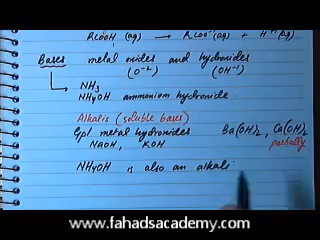 RCOOH (aq) → RCOO⁻ (aq) + H⁺ (aq)
Bases metal oxides and hydroxides
(O⁻²) (OH⁻¹)
NH3
NH4OH ammonium hydroxide
Alkalis (soluble bases)
Gp1 metal hydroxides Ba(OH)2, Ca(OH)2
NaOH, KOH partially
NH4OH is also an alkali
www.fahadsacademy.com